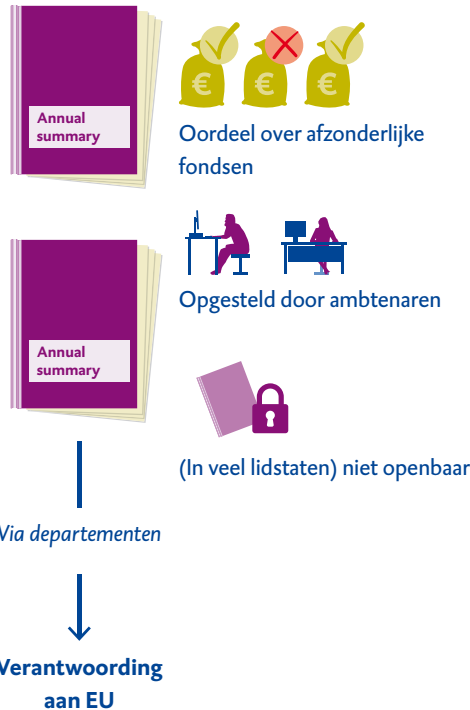 Annual
summary
€ € €
Oordeel over afzonderlijke
fondsen
Opgesteld door ambtenaren
Annual
summary
(In veel lidstaten) niet openbaar
Via departementen
Verantwoording
aan EU